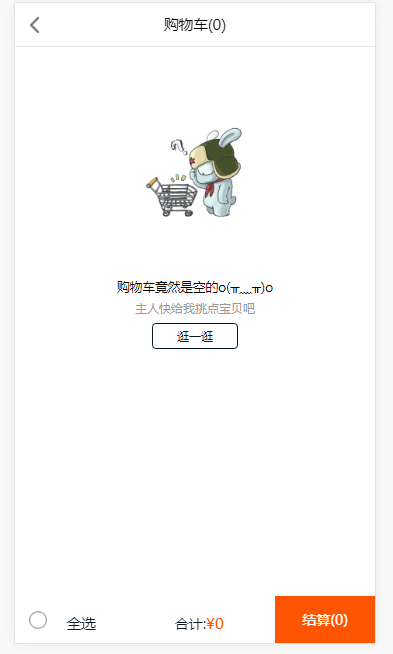 购物车(0)
购物车竟然是空的o(╥﹏╥)o
主人快给我挑点宝贝吧
逛一逛
全选 合计:¥0 结算(0)